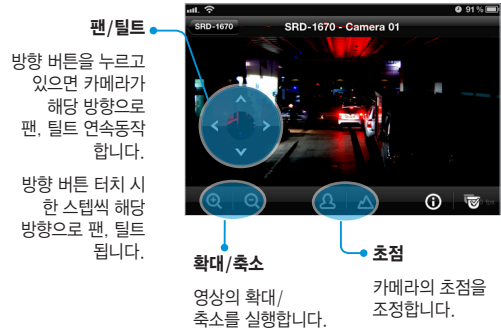 91 %
SRD-1670
SRD-1670 - Camera 01
팬/틸트
방향 버튼을 누르고
있으면 카메라가
해당 방향으로
팬, 틸트 연속동작
합니다.
방향 버튼 터치 시
한 스텝씩 해당
방향으로 팬, 틸트
됩니다.
확대/축소
영상의 확대/
축소를 실행합니다.
초점
카메라의 초점을
조정합니다.